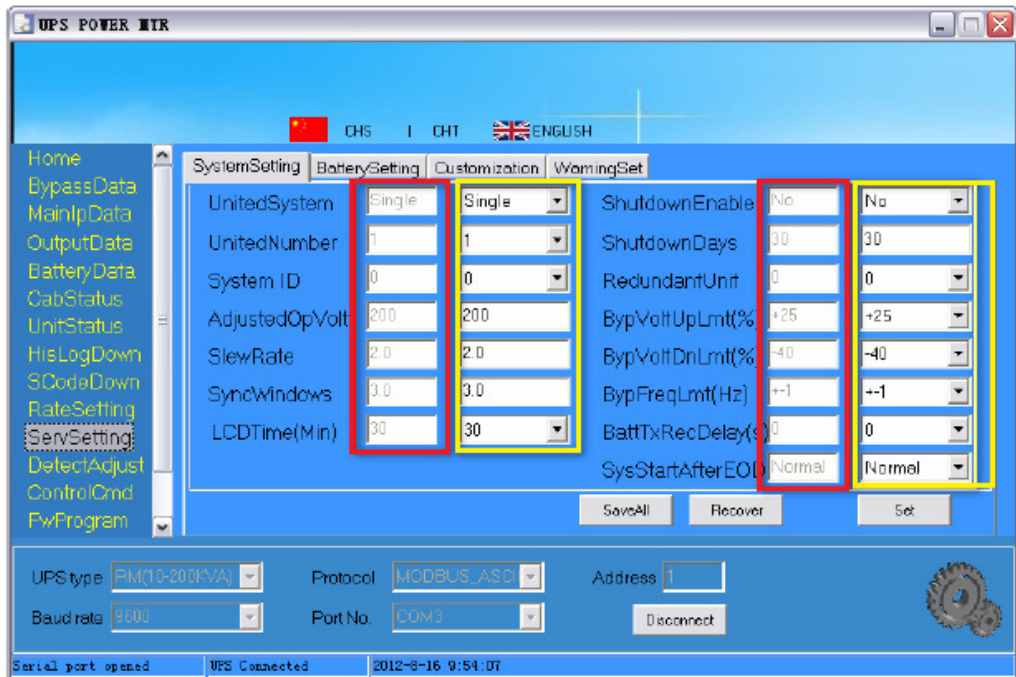 UPS POWER MTR
CHS | CHT ENGLISH
Home
BypassData
MainIpData
OutputData
BatteryData
CabStatus
UnitStatus
HisLogDown
SCodeDown
RateSetting
ServSetting
DetectAdjust
ControlCmd
FwProgram
SystemSetting BatterySetting Customization WarningSet
UnitedSystem Single Single
UnitedNumber 1 1
System ID 0 0
AdjustedOpVolt 200 200
SlewRate 2.0 2.0
SyncWindows 3.0 3.0
LCDTime(Min) 30 30
ShutdownEnable No No
ShutdownDays 30 30
RedundantUnit 0 0
BypVoltUpLmt(%) +25 +25
BypVoltDnLmt(%) -40 -40
BypFreqLmt(Hz) +-1 +-1
BattTxRecDelay(s) 0 0
SysStartAfterEOD Normal Normal
SaveAll Recover Set
UPS type RM(10-200KVA) Protocol MODBUS_ASCI Address 1
Baud rate 9600 Port No. COM3 Disconnect
Serial port opened UPS Connected 2012-8-16 9:54:07